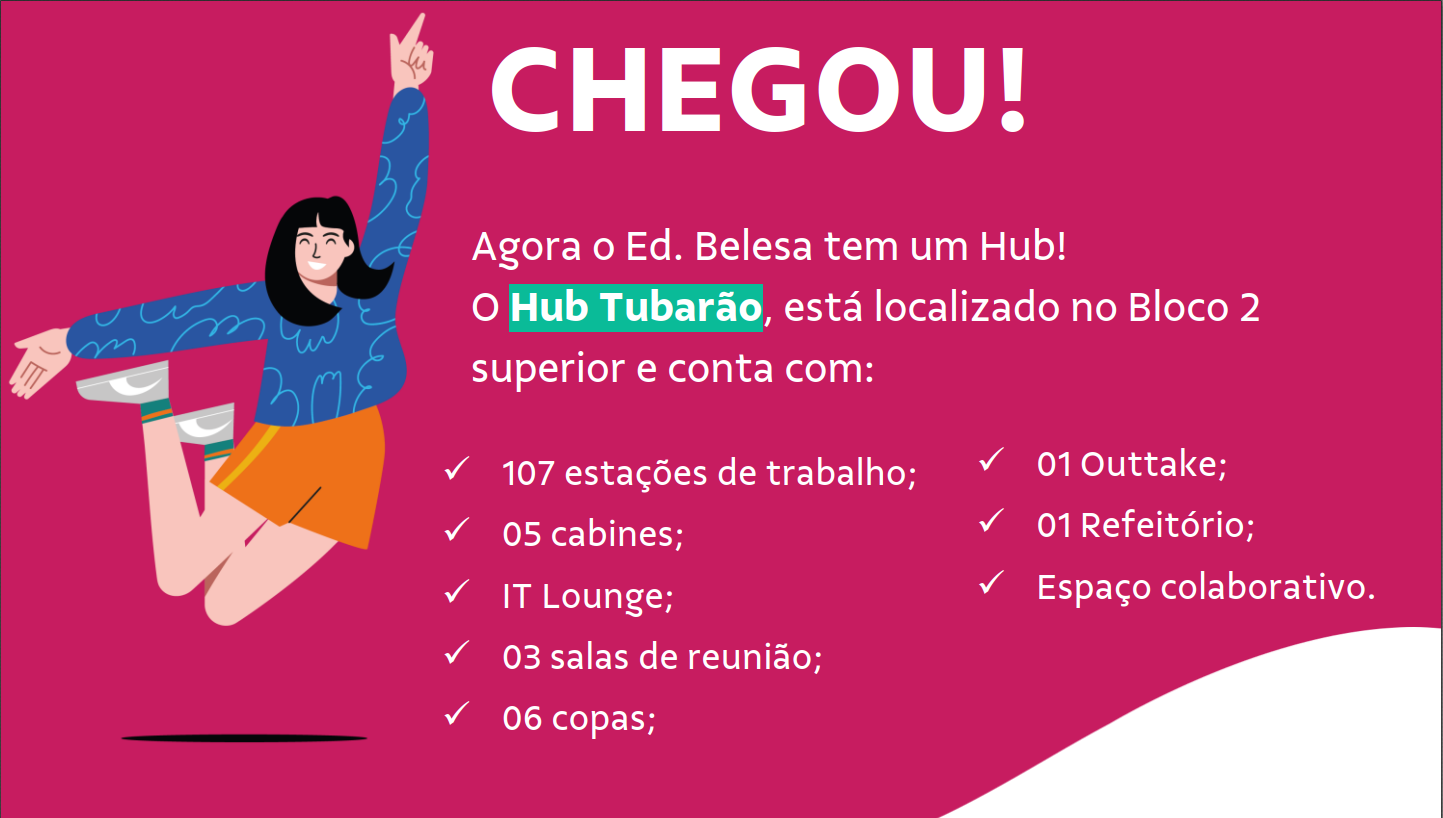 CHEGOU!
Agora o Ed. Belesa tem um Hub!
O Hub Tubarão, está localizado no Bloco 2
superior e conta com:
✓ 107 estações de trabalho;
✓ 05 cabines;
✓ IT Lounge;
✓ 03 salas de reunião;
✓ 06 copas;
✓ 01 Outtake;
✓ 01 Refeitório;
✓ Espaço colaborativo.